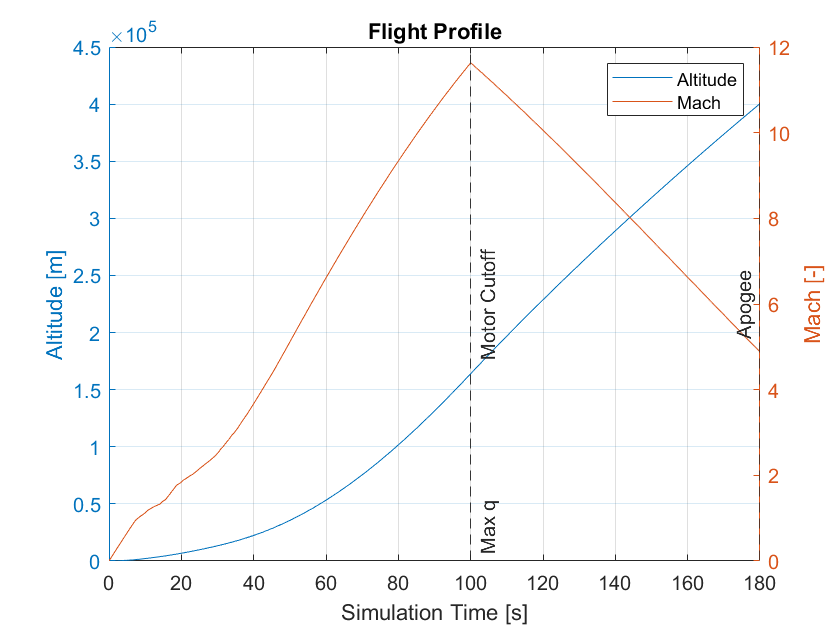 Flight Profile
×10^5
4.5
4
3.5
3
2.5
2
1.5
1
0.5
0
Altitude [m]
12
10
8
6
4
2
0
Mach [-]
Altitude
Mach
Motor Cutoff
Max q
Apogee
0 20 40 60 80 100 120 140 160 180
Simulation Time [s]